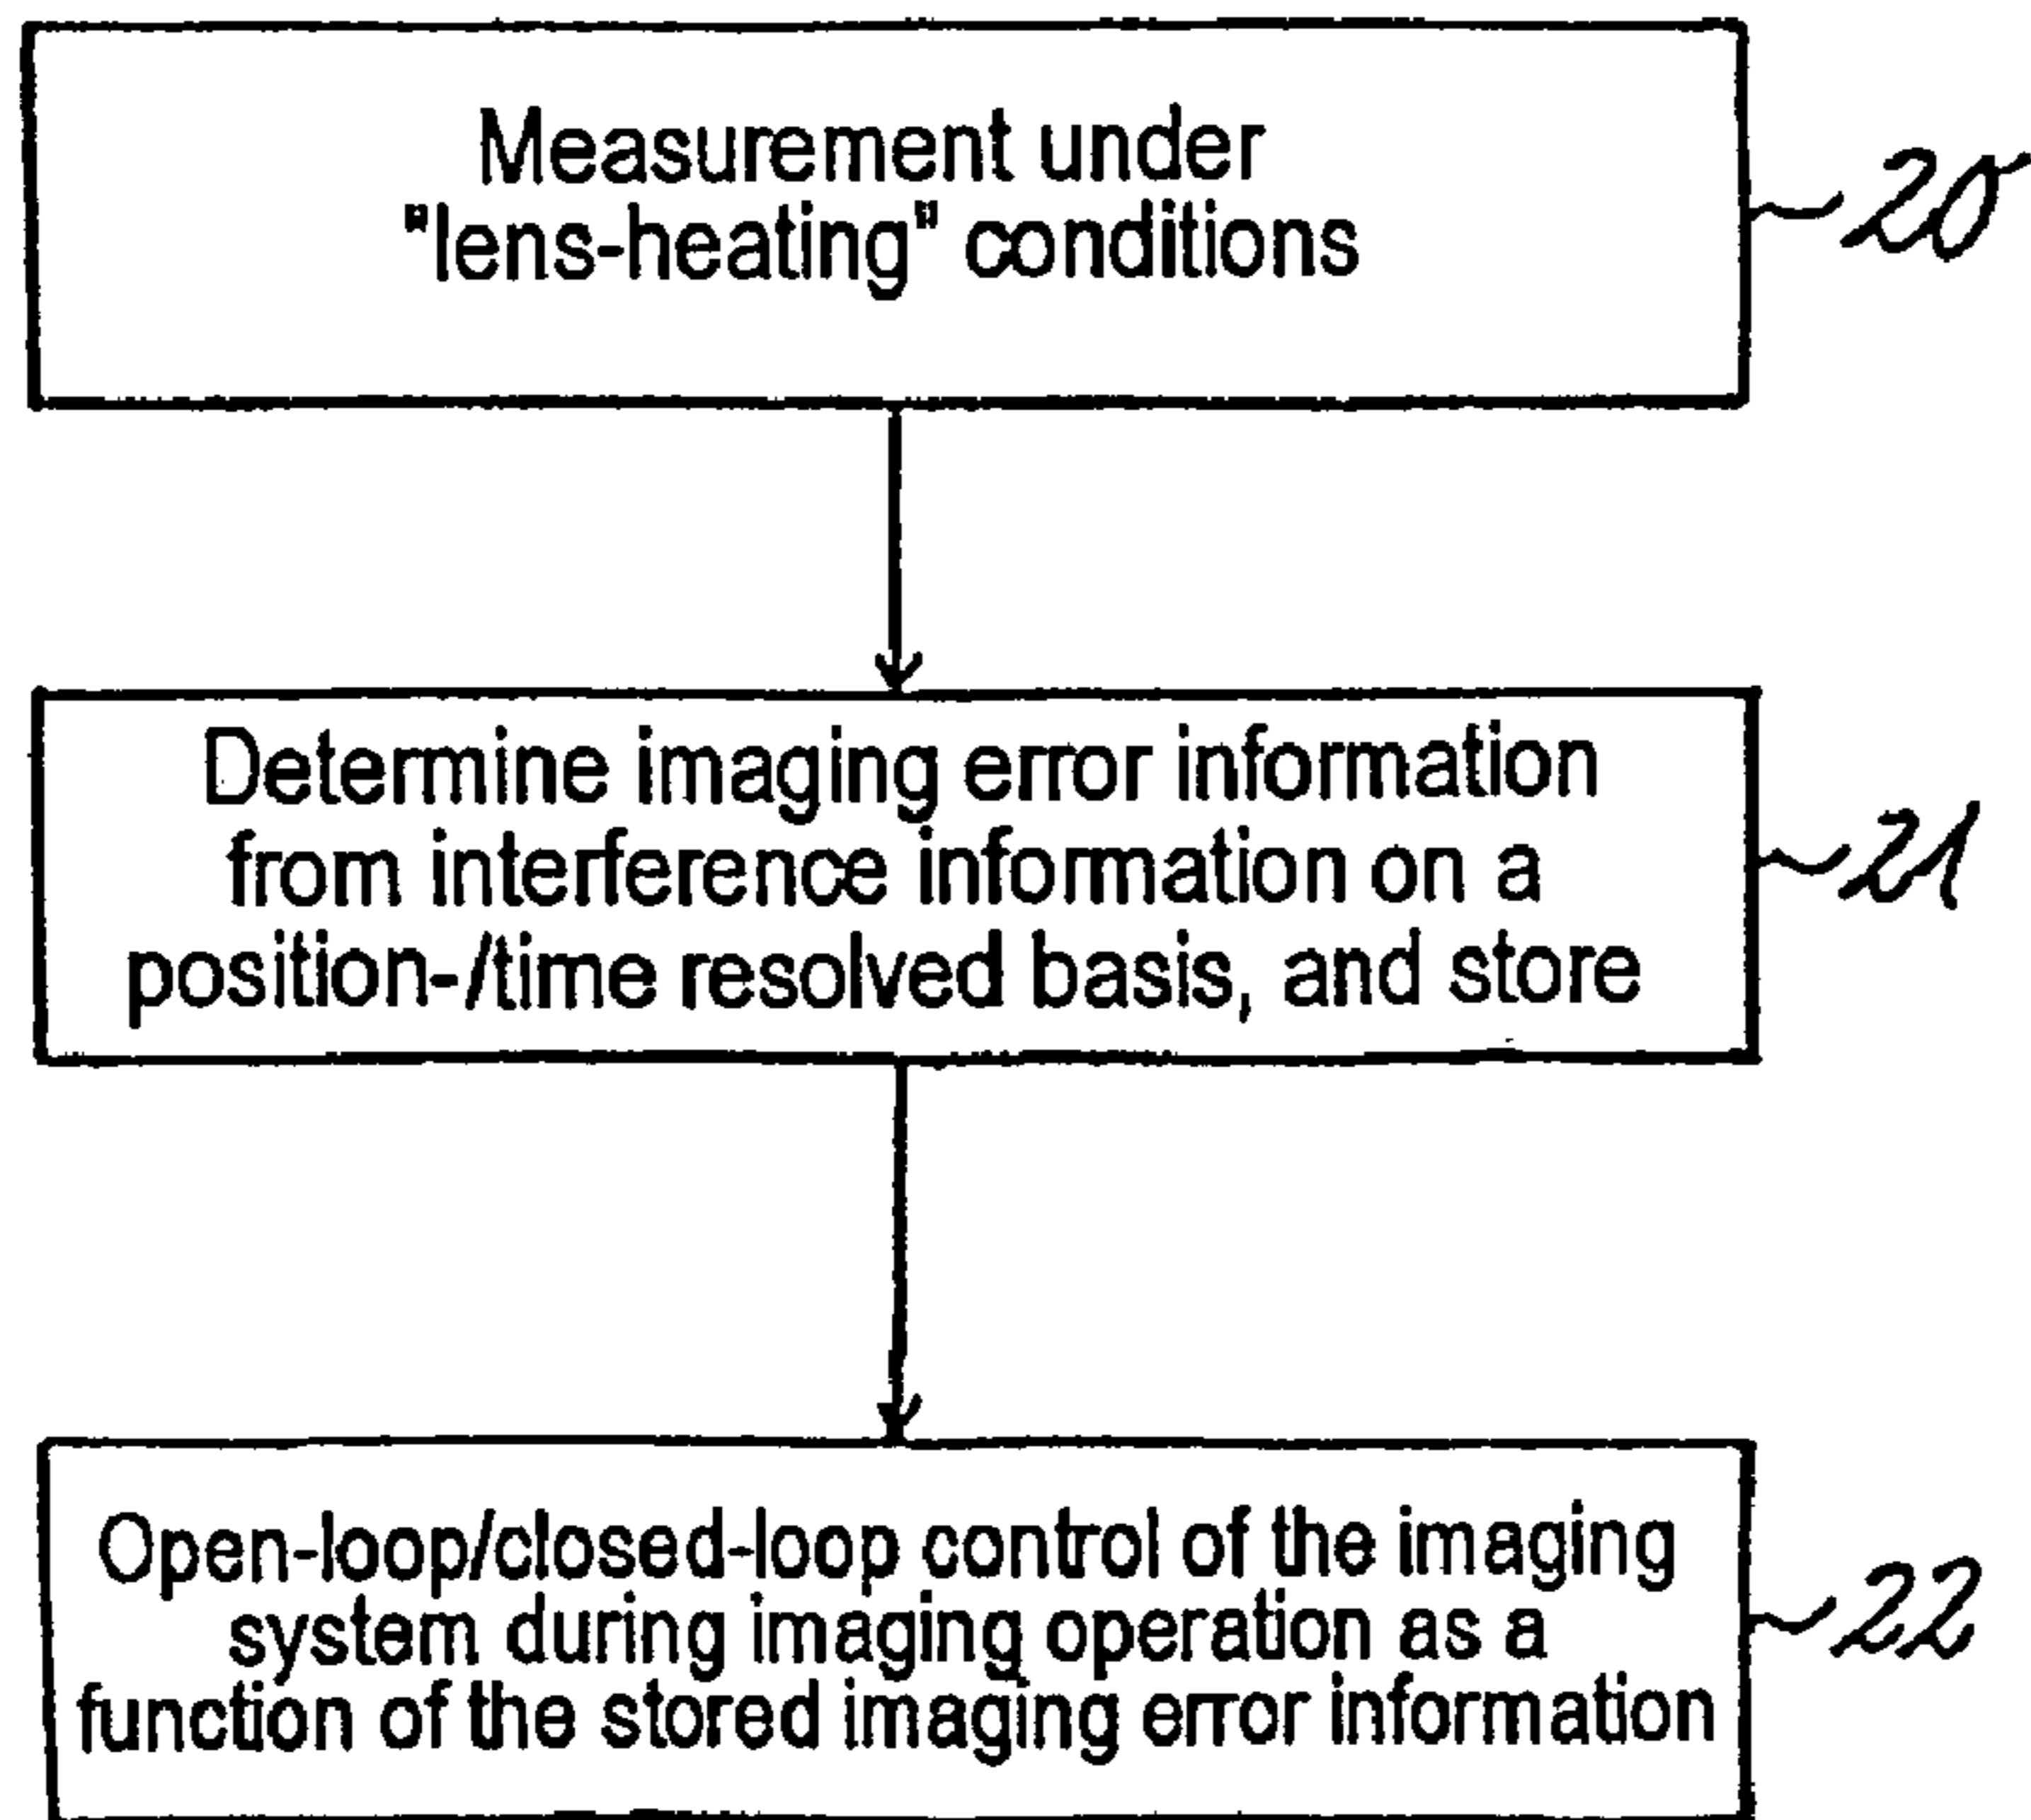 Measurement under
"lens-heating" conditions
20
Determine imaging error information
from interference information on a
position-/time resolved basis, and store
21
Open-loop/closed-loop control of the imaging
system during imaging operation as a
function of the stored imaging error information
22